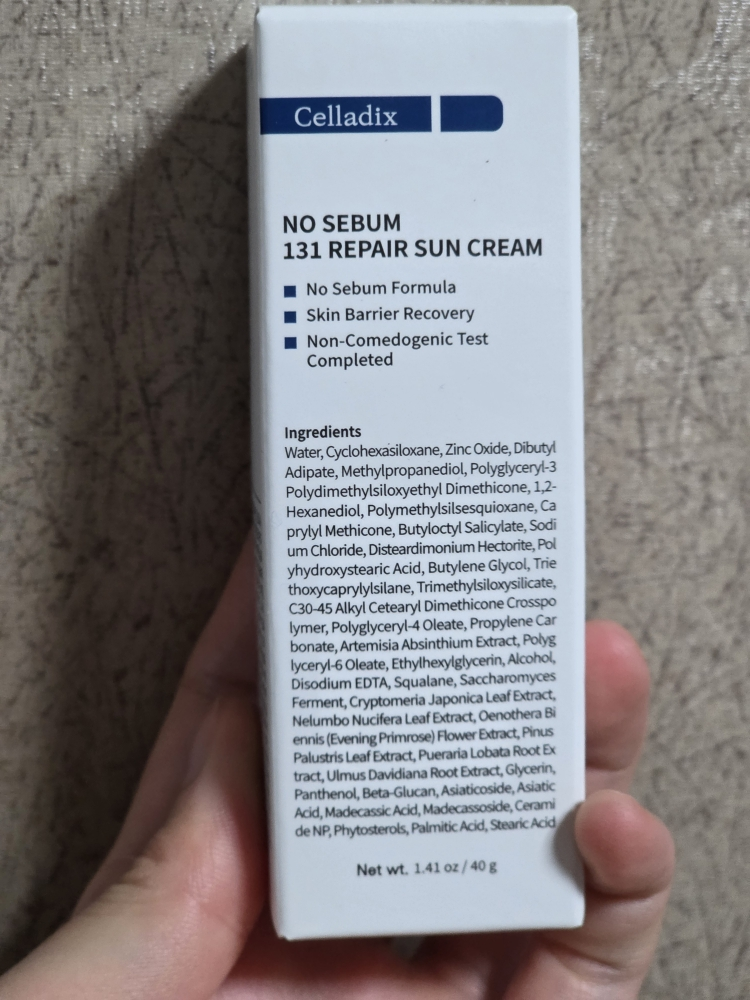 Celladix
NO SEBUM
131 REPAIR SUN CREAM
No Sebum Formula
Skin Barrier Recovery
Non-Comedogenic Test
Completed
Ingredients
Water, Cyclohexasiloxane, Zinc Oxide, Dibutyl
Adipate, Methylpropanediol, Polyglyceryl-3
Polydimethylsiloxyethyl Dimethicone, 1,2-
Hexanediol, Polymethylsilsesquioxane, Ca
prylyl Methicone, Butyloctyl Salicylate, Sodi
um Chloride, Disteardimonium Hectorite, Pol
yhydroxystearic Acid, Butylene Glycol, Trie
thoxycaprylylsilane, Trimethylsiloxysilicate,
C30-45 Alkyl Cetearyl Dimethicone Crosspo
lymer, Polyglyceryl-4 Oleate, Propylene Car
bonate, Artemisia Absinthium Extract, Polyg
lyceryl-6 Oleate, Ethylhexylglycerin, Alcohol,
Disodium EDTA, Squalane, Saccharomyces
Ferment, Cryptomeria Japonica Leaf Extract,
Nelumbo Nucifera Leaf Extract, Oenothera Bi
ennis (Evening Primrose) Flower Extract, Pinus
Palustris Leaf Extract, Pueraria Lobata Root Ex
tract, Ulmus Davidiana Root Extract, Glycerin,
Panthenol, Beta-Glucan, Asiaticoside, Asiatic
Acid, Madecassic Acid, Madecassoside, Cerami
de NP, Phytosterols, Palmitic Acid, Stearic Acid
Net wt. 1.41 oz / 40 g